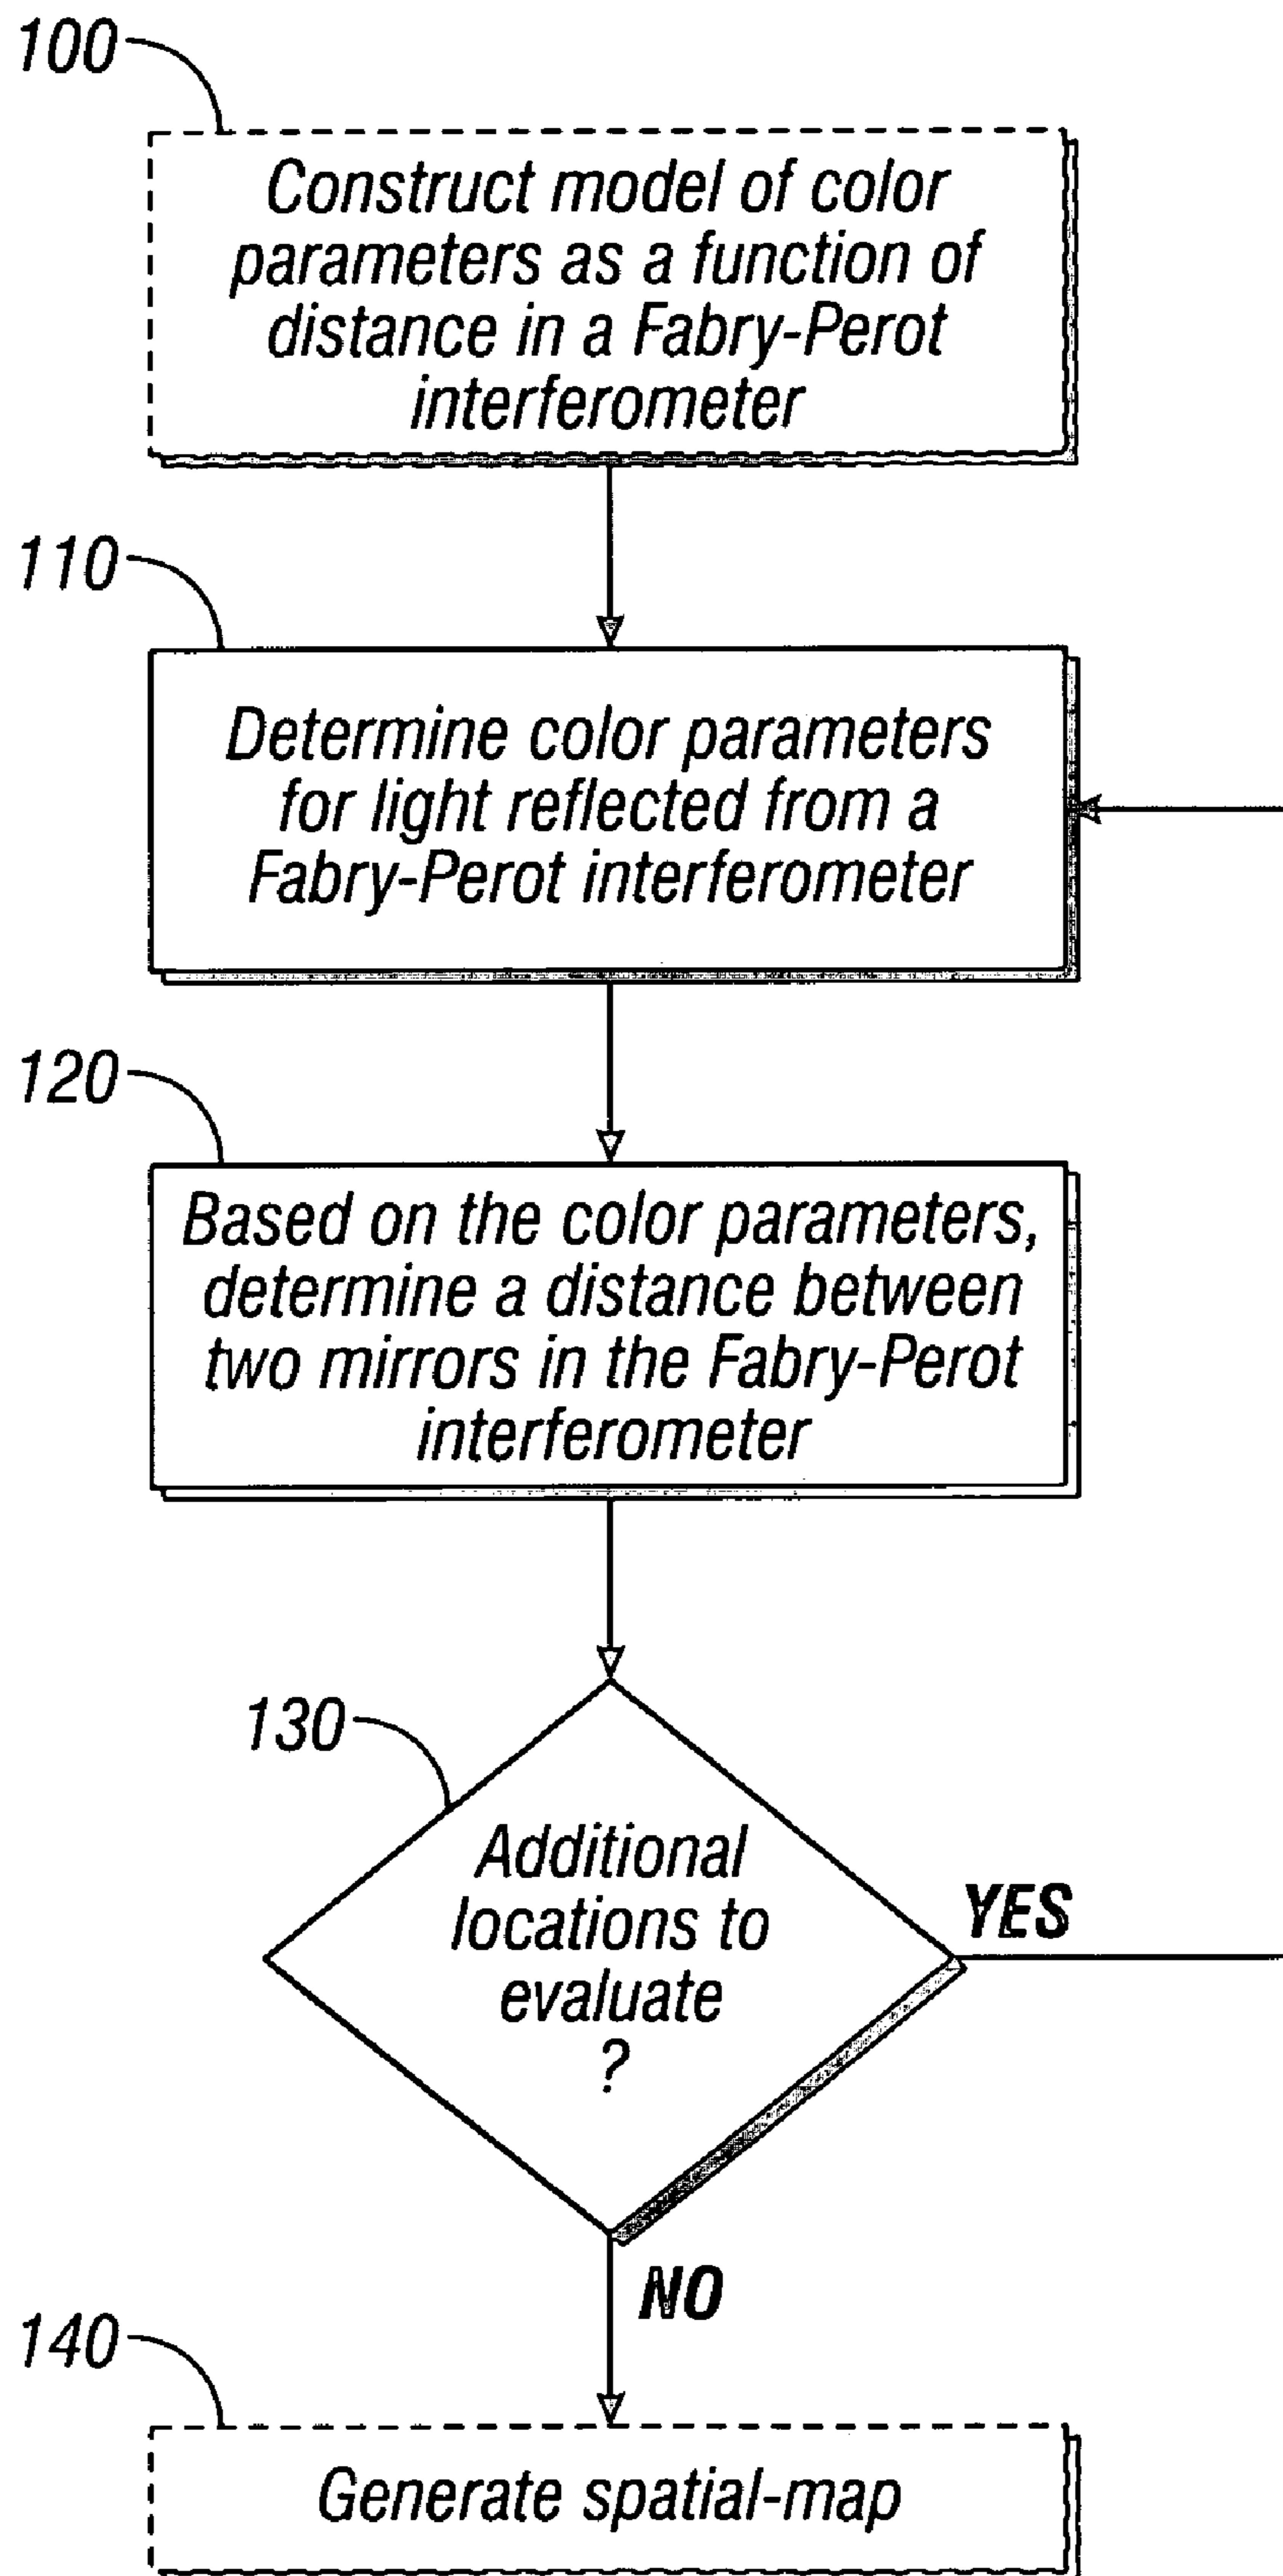 100
Construct model of color
parameters as a function of
distance in a Fabry-Perot
interferometer
110
Determine color parameters
for light reflected from a
Fabry-Perot interferometer
120
Based on the color parameters,
determine a distance between
two mirrors in the Fabry-Perot
interferometer
130
Additional
locations to
evaluate
?
YES
NO
140
Generate spatial-map